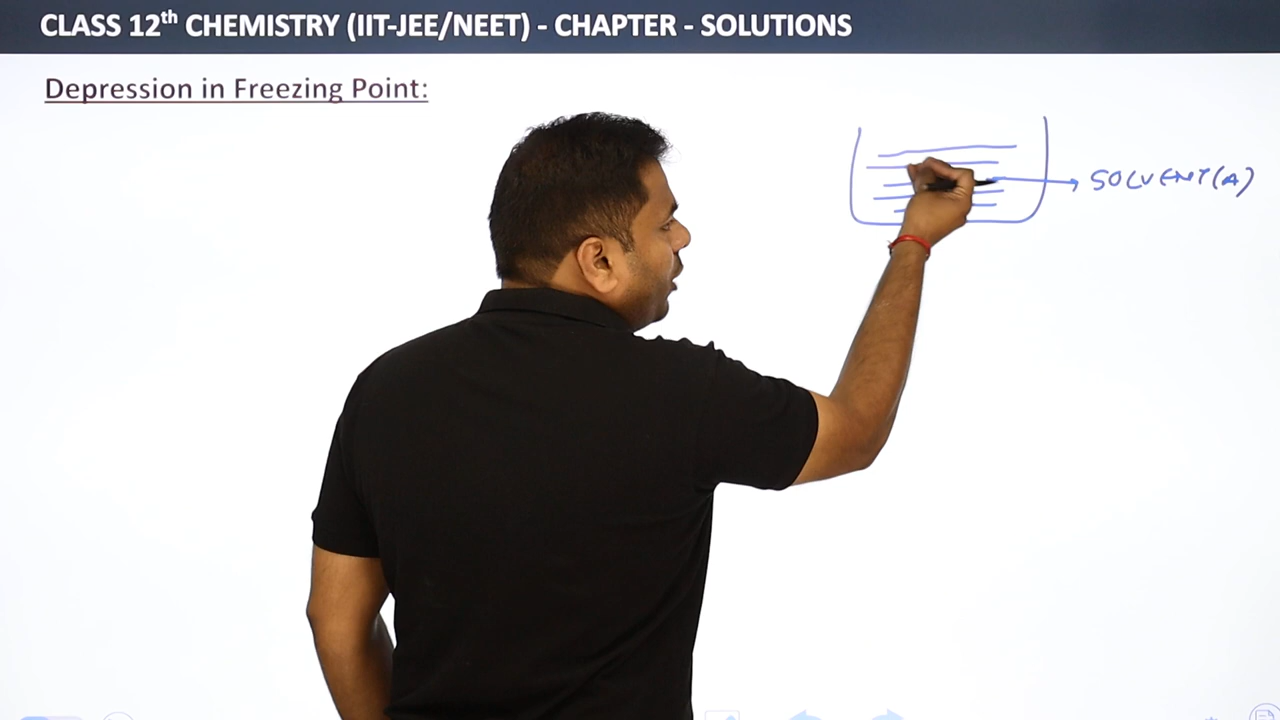 CLASS 12th CHEMISTRY (IIT-JEE/NEET) - CHAPTER - SOLUTIONS
Depression in Freezing Point:
SOLVENT(A)